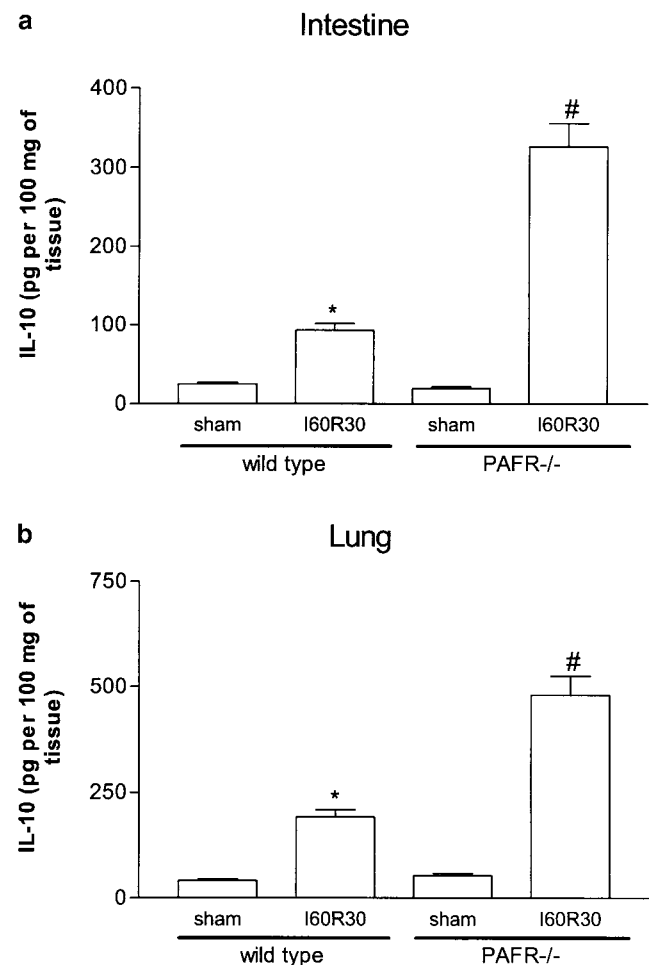 a
Intestine
IL-10 (pg per 100 mg of
tissue)
400
300
200
100
0
*
#
sham
I60R30
sham
I60R30
wild type
PAFR-/-
b
Lung
IL-10 (pg per 100 mg of
tissue)
750
500
250
0
*
#
sham
I60R30
sham
I60R30
wild type
PAFR-/-